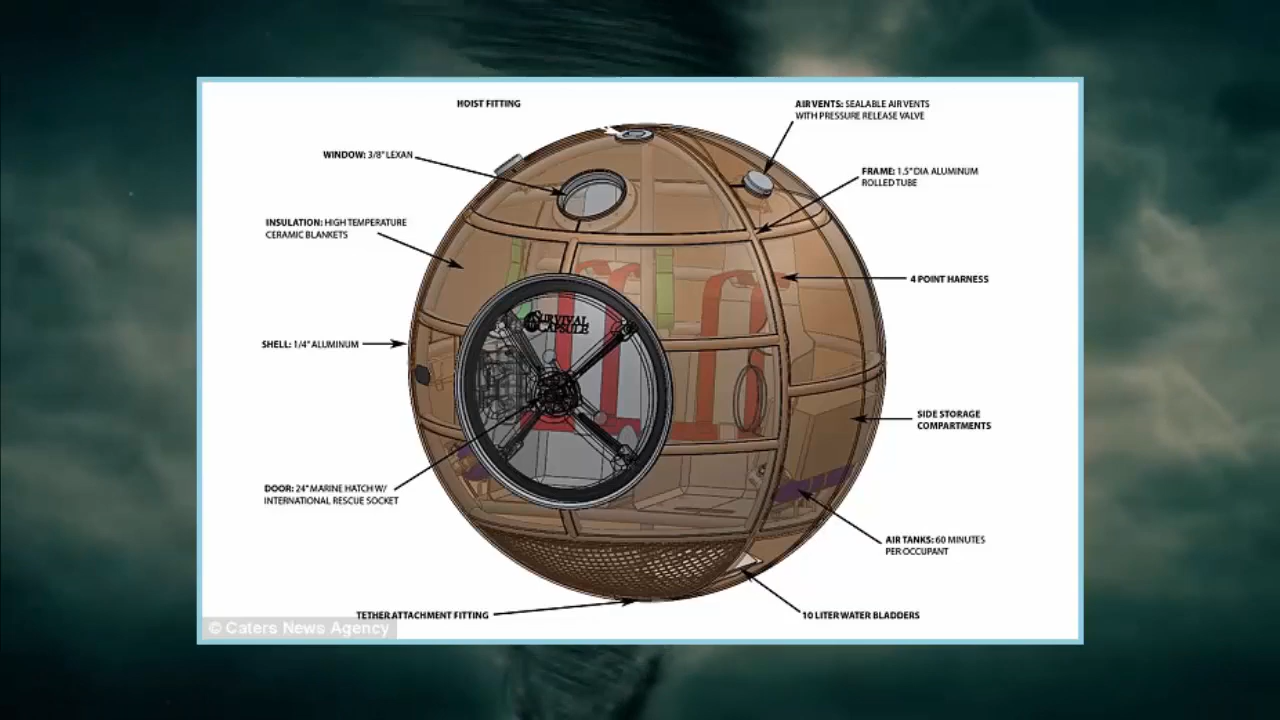 HOIST FITTING
AIR VENTS: SEALABLE AIR VENTS
WITH PRESSURE RELEASE VALVE
WINDOW: 3/8" LEXAN
FRAME: 1.5" DIA ALUMINUM
ROLLED TUBE
INSULATION: HIGH TEMPERATURE
CERAMIC BLANKETS
4 POINT HARNESS
SURVIVAL
CAPSULE
SHELL: 1/4" ALUMINUM
SIDE STORAGE
COMPARTMENTS
DOOR: 24" MARINE HATCH W/
INTERNATIONAL RESCUE SOCKET
AIR TANKS: 60 MINUTES
PER OCCUPANT
TETHER ATTACHMENT FITTING
10 LITER WATER BLADDERS
© Caters News Agency